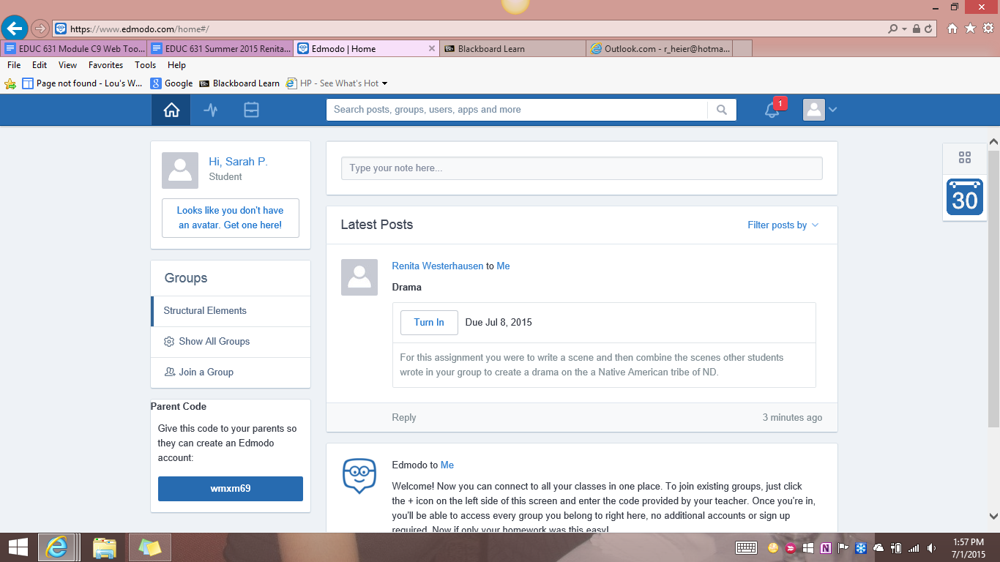 https://www.edmodo.com/home#/
EDUC 631 Module C9 Web Too...
EDUC 631 Summer 2015 Renita...
Edmodo | Home
Blackboard Learn
Outlook.com - r_heier@hotma...
File Edit View Favorites Tools Help
Page not found - Lou's W...
Google
Bb Blackboard Learn
HP - See What's Hot
Search posts, groups, users, apps and more
1
Hi, Sarah P.
Student
Looks like you don't have
an avatar. Get one here!
Groups
Structural Elements
Show All Groups
Join a Group
Parent Code
Give this code to your parents so
they can create an Edmodo
account:
wmxm69
Type your note here...
Latest Posts
Filter posts by
Renita Westerhausen to Me
Drama
Turn In
Due Jul 8, 2015
For this assignment you were to write a scene and then combine the scenes other students
wrote in your group to create a drama on the a Native American tribe of ND.
Reply
3 minutes ago
Edmodo to Me
Welcome! Now you can connect to all your classes in one place. To join existing groups, just click
the + icon on the left side of this screen and enter the code provided by your teacher. Once you're in,
you'll be able to access every group you belong to right here, no additional accounts or sign up
required. Now if only your homework was this easy!
30
1:57 PM
7/1/2015